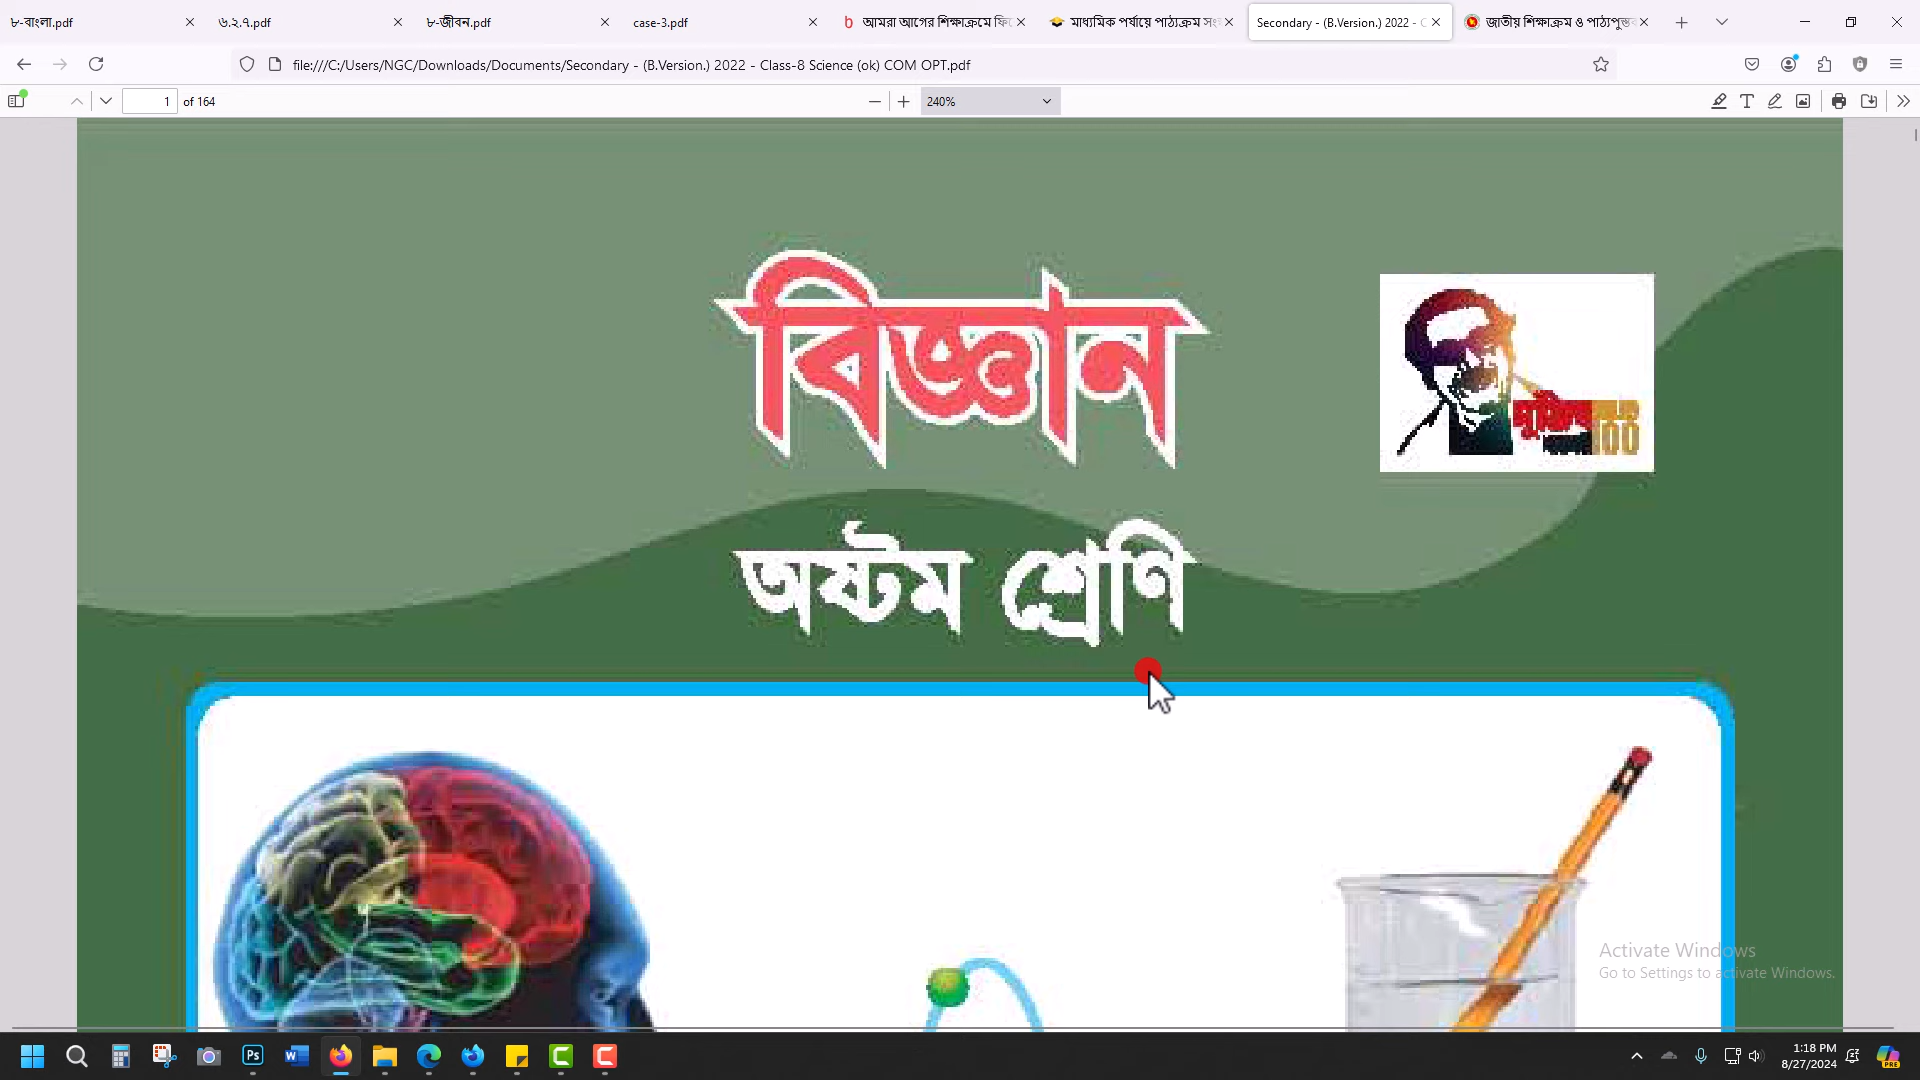 ৮-বাংলা.pdf
৬.২.৭.pdf
৮-জীবন.pdf
case-3.pdf
আমরা আগের শিক্ষাক্রমে ফি
মাধ্যমিক পর্যায়ে পাঠ্যক্রম সং
Secondary - (B.Version.) 2022 - C
জাতীয় শিক্ষাক্রম ও পাঠ্যপুস্তক
file:///C:/Users/NGC/Downloads/Documents/Secondary - (B.Version.) 2022 - Class-8 Science (ok) COM OPT.pdf
1 of 164
240%
বিজ্ঞান
অষ্টম শ্রেণি
Activate Windows
Go to Settings to activate Windows.
1:18 PM
8/27/2024